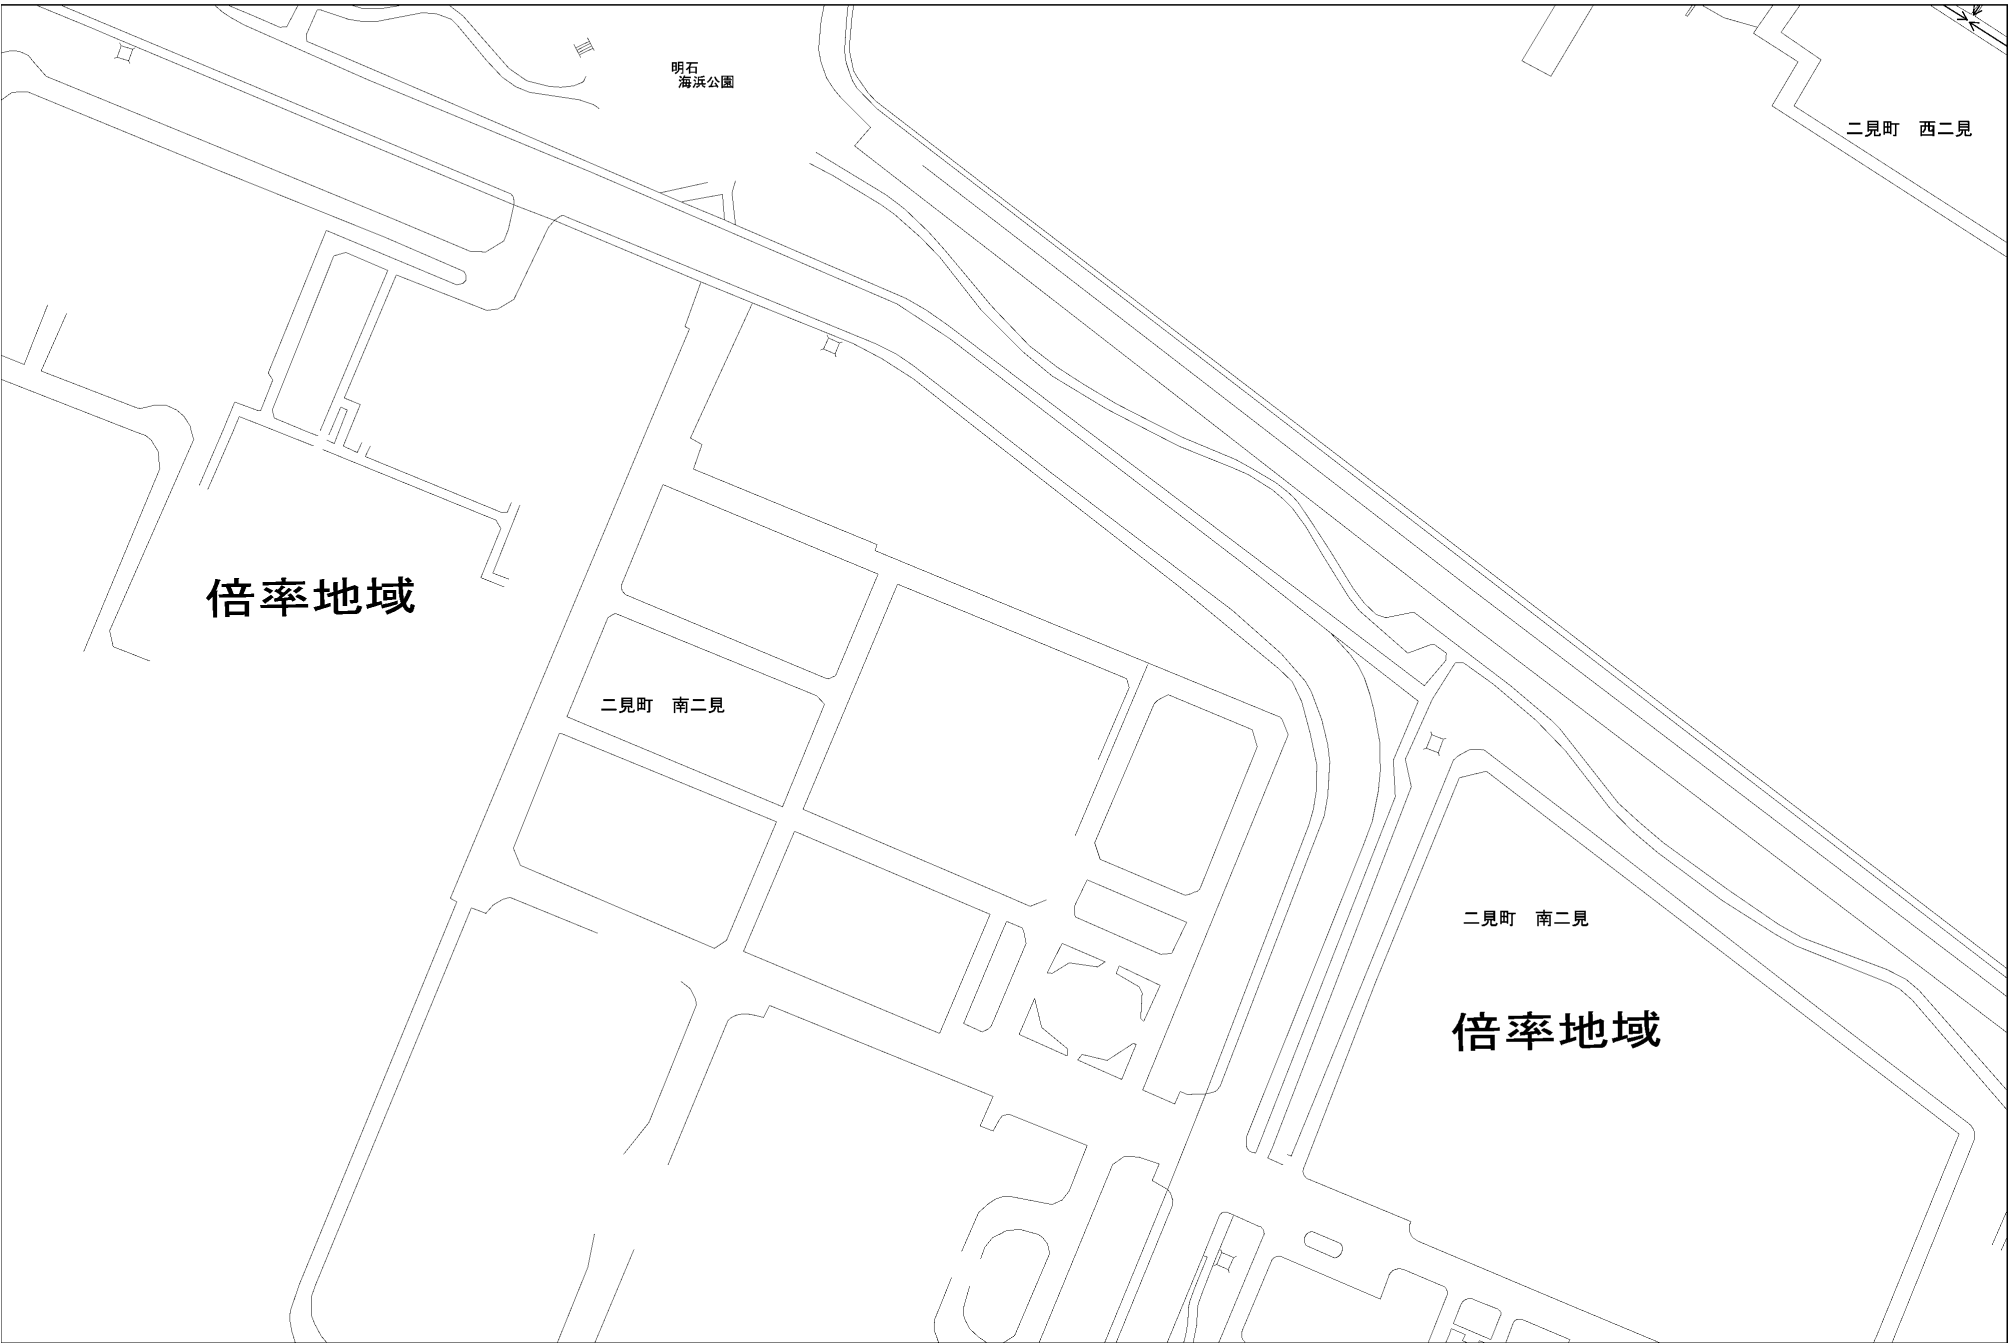 明石
海浜公園
二見町　西二見
倍率地域
二見町　南二見
二見町　南二見
倍率地域